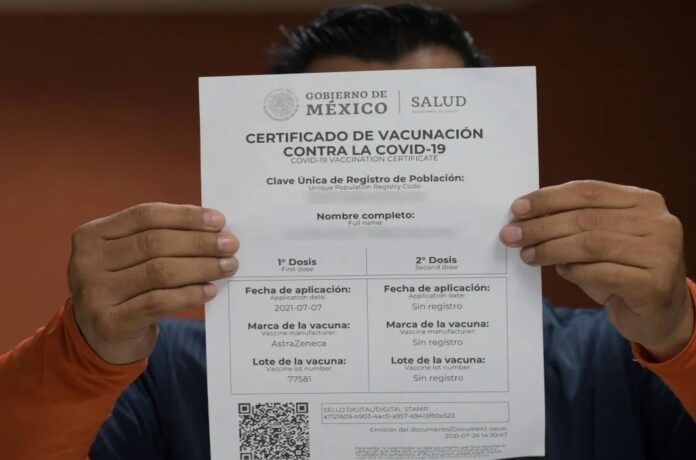 GOBIERNO DE
MÉXICO
SALUD
SECRETARÍA DE SALUD
CERTIFICADO DE VACUNACIÓN
CONTRA LA COVID-19
COVID-19 VACCINATION CERTIFICATE
Clave Única de Registro de Población:
Unique Population Registry Code:
Nombre completo:
Full name:
1° Dosis
First dose
2° Dosis
Second dose
Fecha de aplicación:
Application date:
2021-07-07
Marca de la vacuna:
Vaccine manufacturer:
AstraZeneca
Lote de la vacuna:
Vaccine lot number:
77581
Fecha de aplicación:
Application date:
Sin registro
Marca de la vacuna:
Vaccine manufacturer:
Sin registro
Lote de la vacuna:
Vaccine lot number:
Sin registro
SELLO DIGITAL/DIGITAL STAMP:
Emisión del documento/Document issue:
2021-07-26 14:30:47